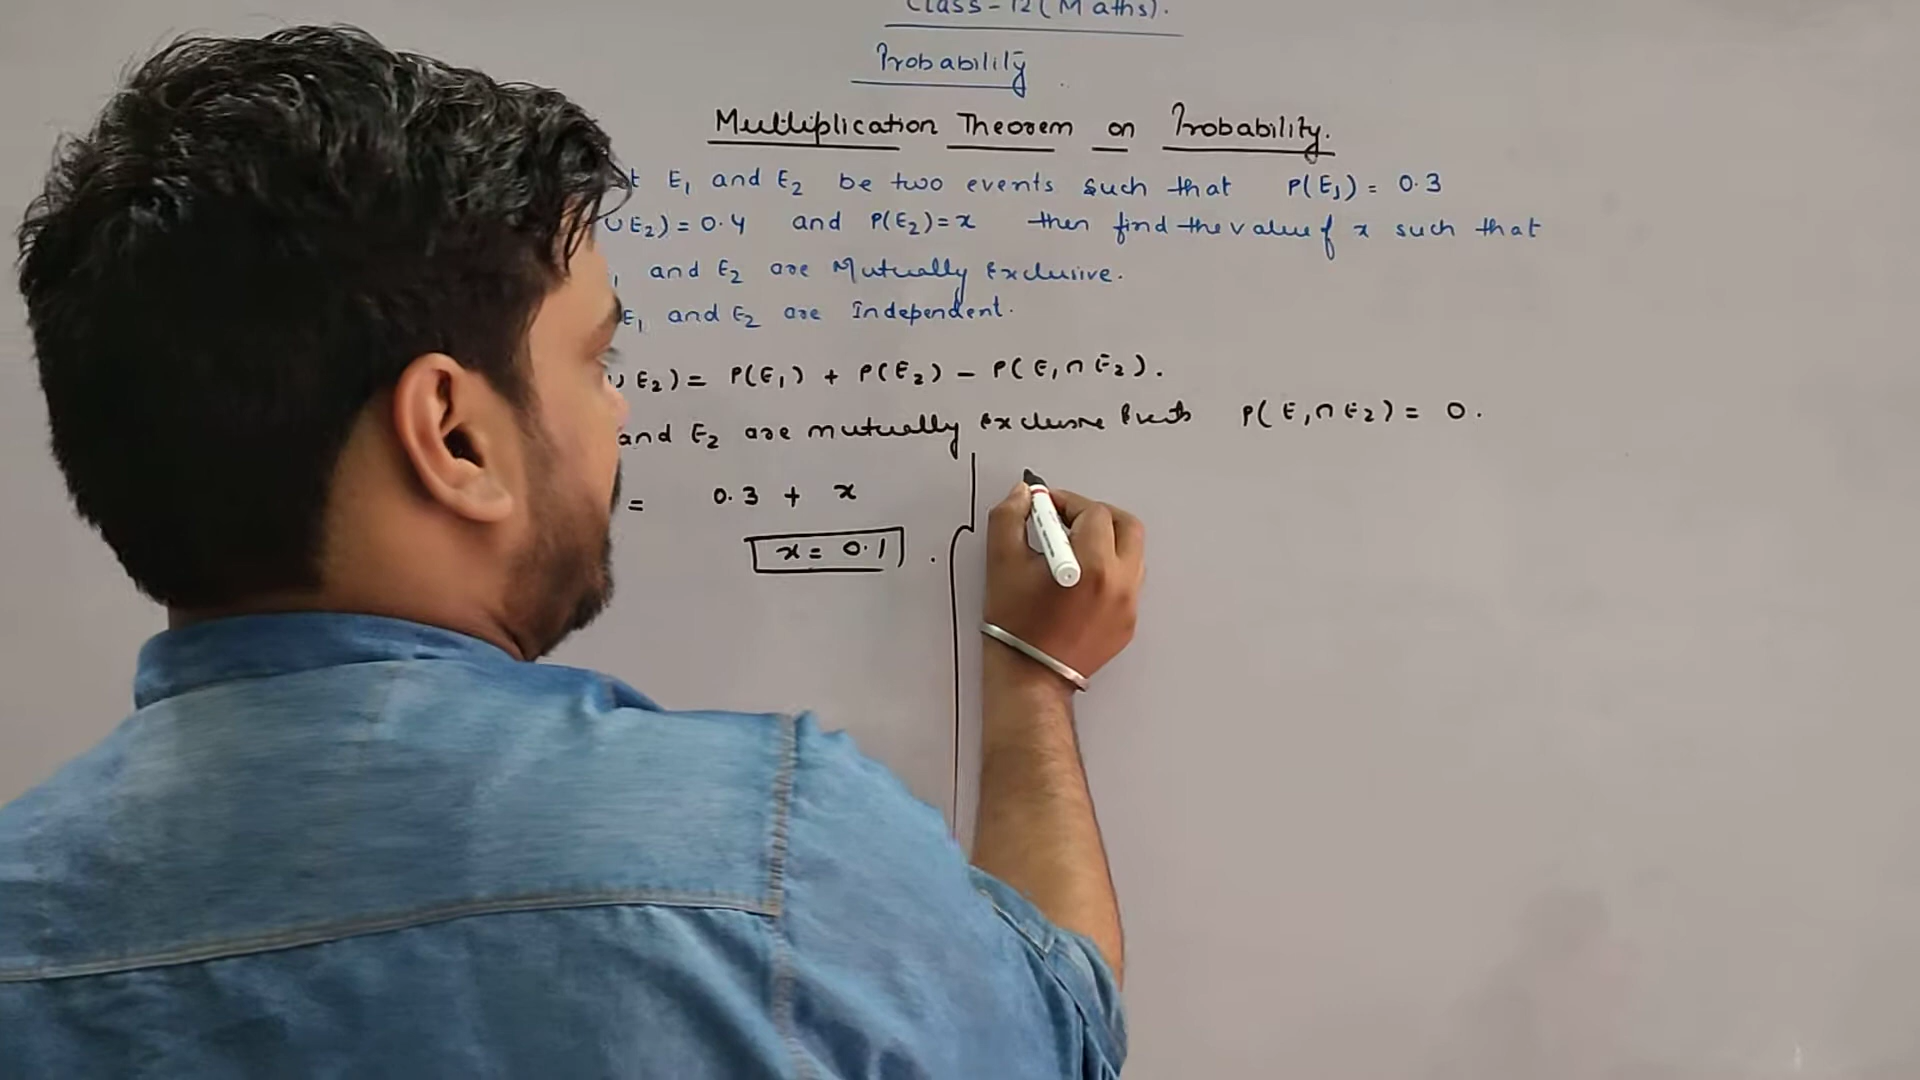 Class-12 (Maths).
Probability
Multiplication Theorem on Probability.
t E₁ and E₂ be two events such that P(E₁) = 0.3
∪E₂) = 0.4 and P(E₂)=x then find the value of x such that
and E₂ are Mutually Exclusive.
E₁ and E₂ are Independent.
∪ E₂) = P(E₁) + P(E₂) − P(E₁∩E₂).
and E₂ are mutually exclusive Events P(E₁∩E₂) = 0.
= 0.3 + x
x = 0.1 .